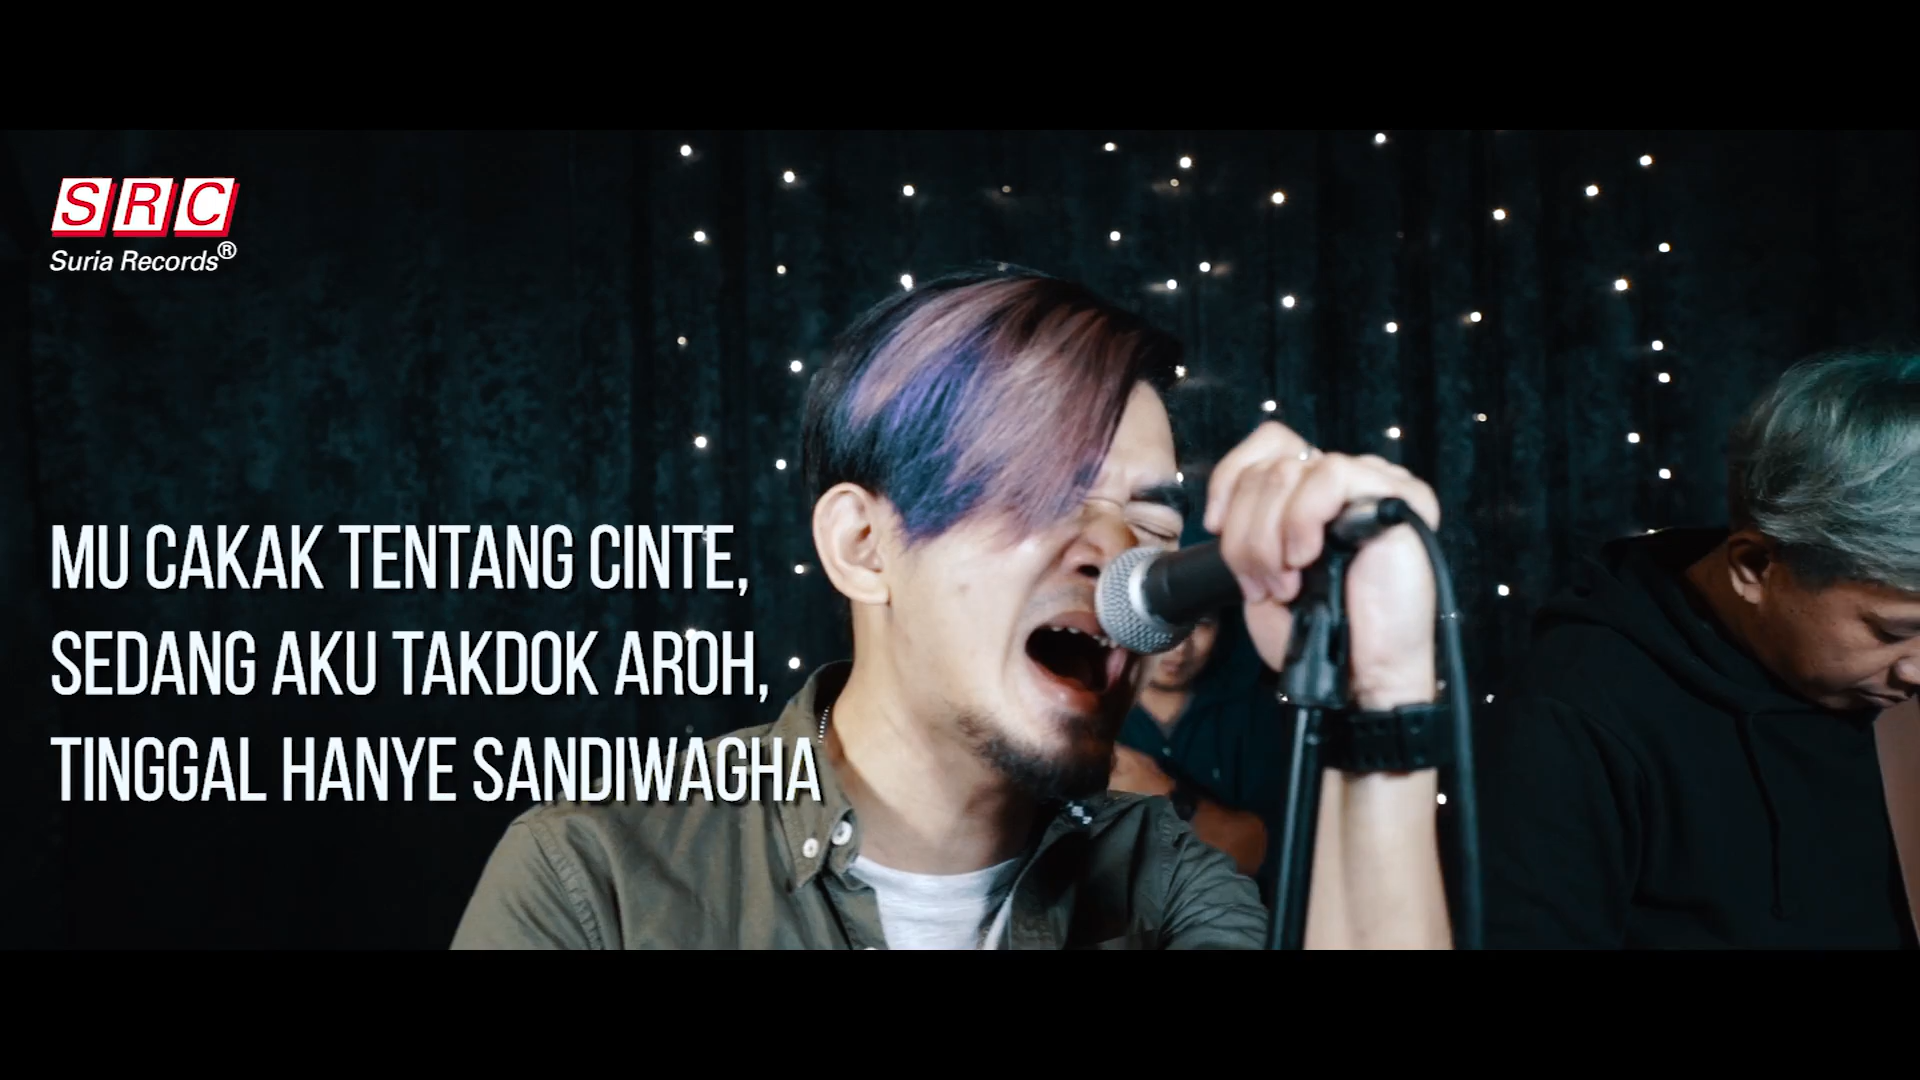 SRC
Suria Records®
MU CAKAK TENTANG CINTE,
SEDANG AKU TAKDOK AROH,
TINGGAL HANYE SANDIWAGHA